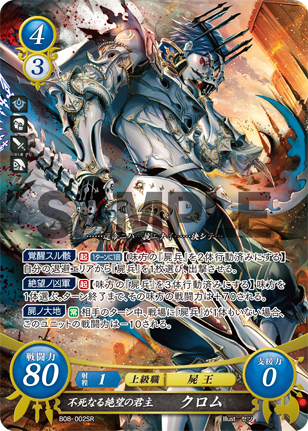 4
3
SAMPLE
覚醒スル骸 起 1ターンに1回 【味方の『屍兵』を2体行動済みにする】
自分の退避エリアから『屍兵』を1枚選び、出撃させる。
絶望ノ凶軍 起 【味方の『屍兵』を3体行動済みにする】 味方を
1体選ぶ。ターン終了まで、その味方の戦闘力は+70される。
屍ノ大地 常 相手のターン中、戦場に『屍兵』が1体もいない場合、
このユニットの戦闘力は−10される。
戦闘力 80
射程 1 上級職 屍王
支援力 0
不死なる絶望の君主 クロム
B08-002SR
Illust.